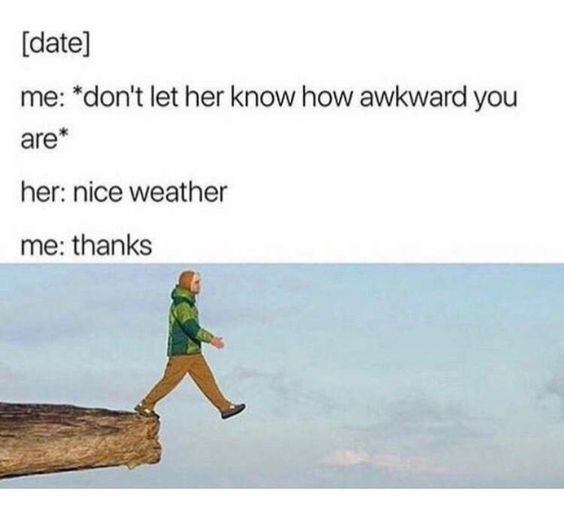 [date]
me: *don't let her know how awkward you
are*
her: nice weather
me: thanks